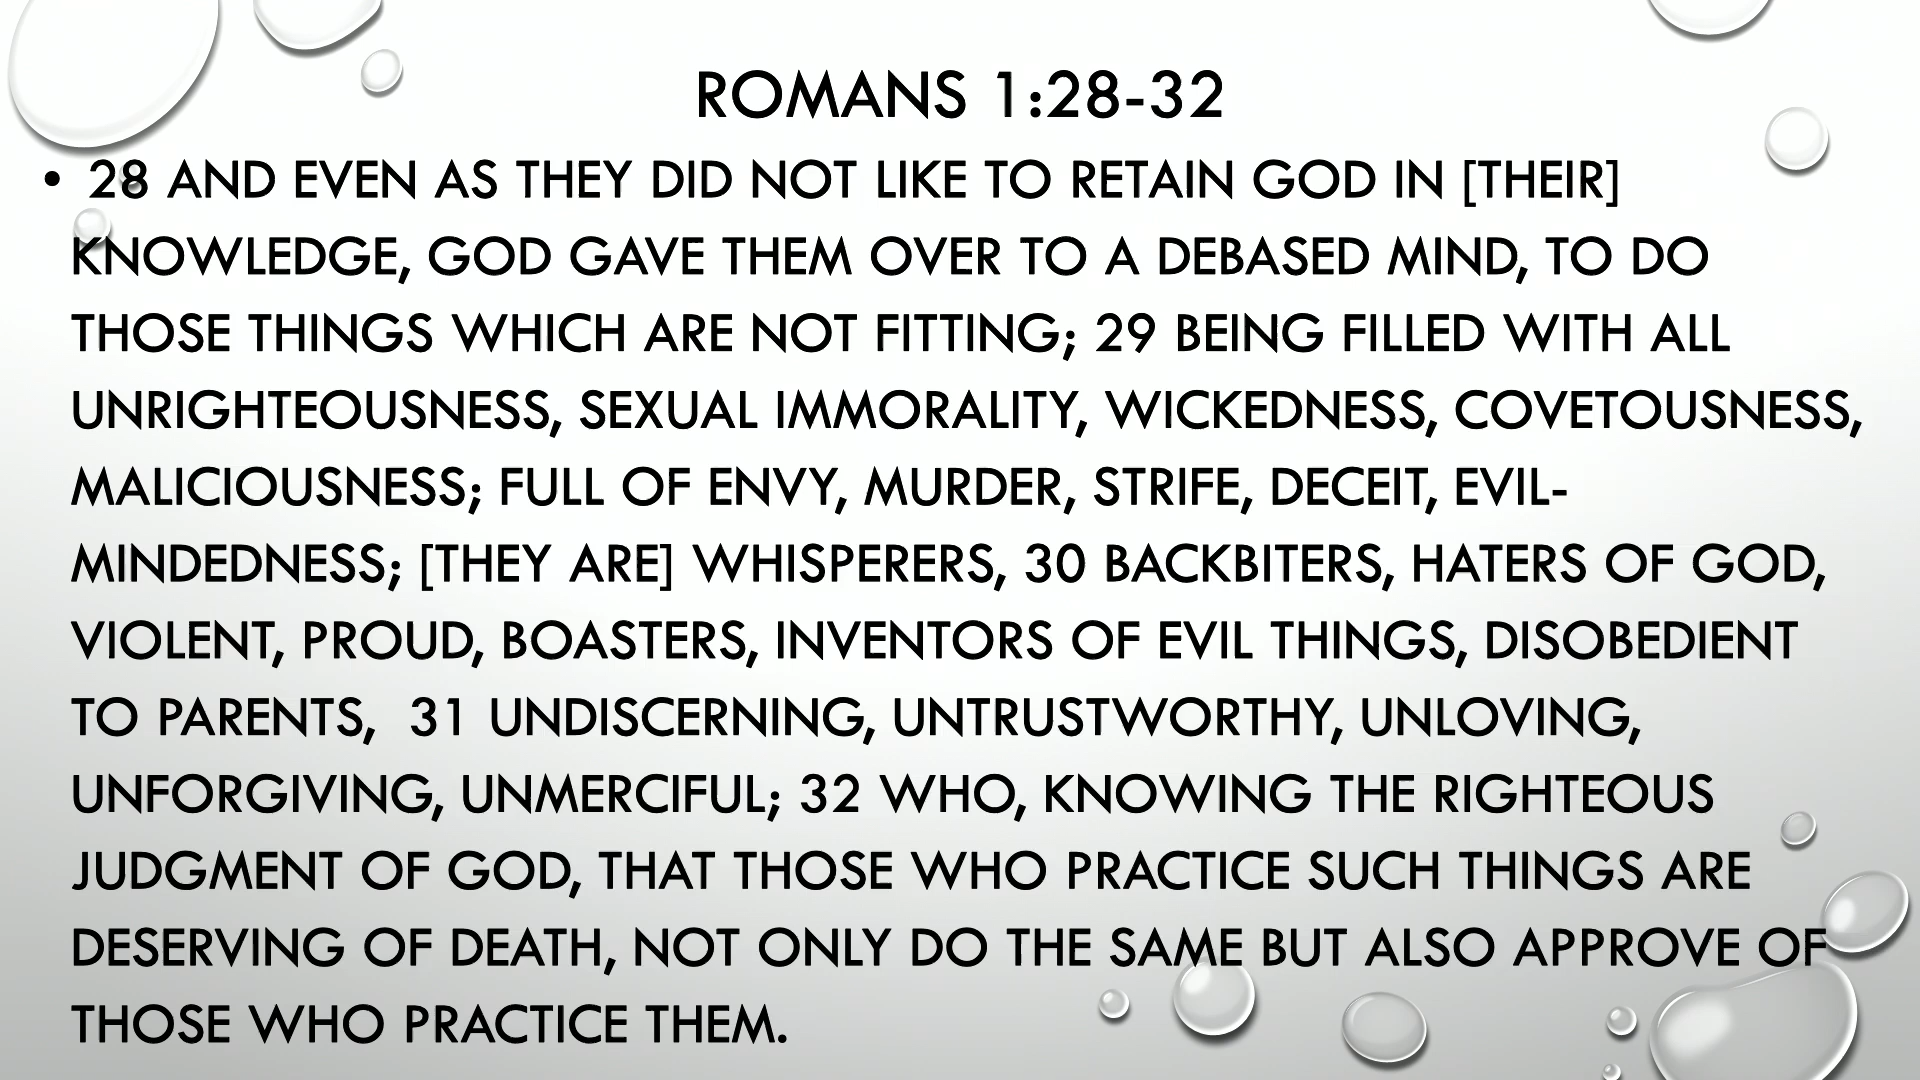 ROMANS 1:28-32
• 28 AND EVEN AS THEY DID NOT LIKE TO RETAIN GOD IN [THEIR]
KNOWLEDGE, GOD GAVE THEM OVER TO A DEBASED MIND, TO DO
THOSE THINGS WHICH ARE NOT FITTING; 29 BEING FILLED WITH ALL
UNRIGHTEOUSNESS, SEXUAL IMMORALITY, WICKEDNESS, COVETOUSNESS,
MALICIOUSNESS; FULL OF ENVY, MURDER, STRIFE, DECEIT, EVIL-
MINDEDNESS; [THEY ARE] WHISPERERS, 30 BACKBITERS, HATERS OF GOD,
VIOLENT, PROUD, BOASTERS, INVENTORS OF EVIL THINGS, DISOBEDIENT
TO PARENTS,  31 UNDISCERNING, UNTRUSTWORTHY, UNLOVING,
UNFORGIVING, UNMERCIFUL; 32 WHO, KNOWING THE RIGHTEOUS
JUDGMENT OF GOD, THAT THOSE WHO PRACTICE SUCH THINGS ARE
DESERVING OF DEATH, NOT ONLY DO THE SAME BUT ALSO APPROVE OF
THOSE WHO PRACTICE THEM.